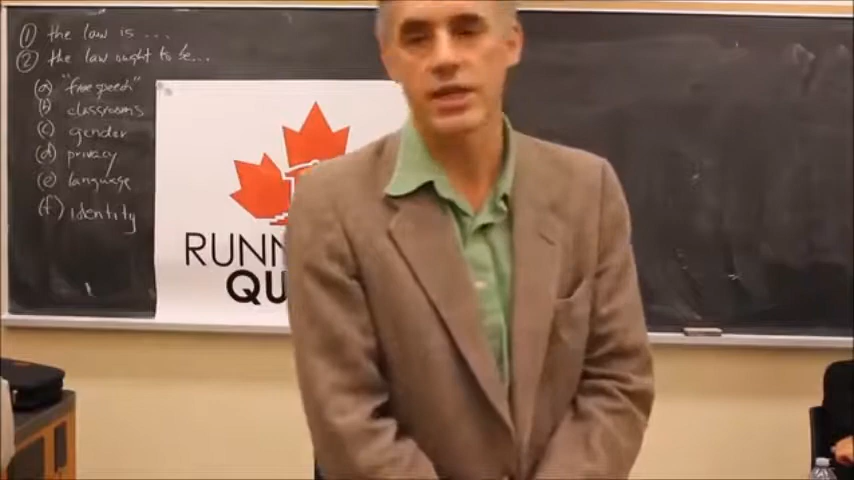 ① the law is ...
② the law ought to be...
(a) "free speech"
(b) classrooms
(c) gender
(d) privacy
(e) language
(f) identity
RUNN
QU